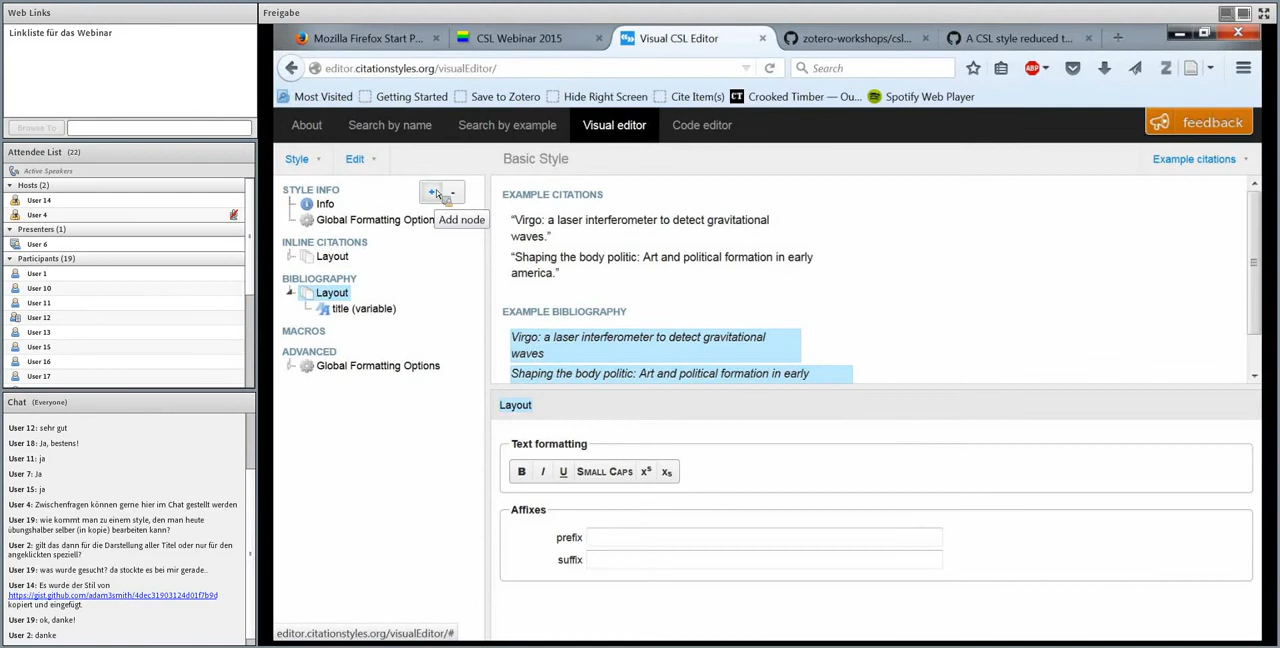 Web Links
Linkliste für das Webinar
Browse To
Attendee List (22)
Active Speakers
Hosts (2)
User 14
User 4
Presenters (1)
User 6
Participants (19)
User 1
User 10
User 11
User 12
User 13
User 15
User 16
User 17
Chat (Everyone)
User 12: sehr gut
User 18: Ja, bestens!
User 11: ja
User 7: Ja
User 15: ja
User 4: Zwischenfragen können gerne hier im Chat gestellt werden
User 19: wie kommt man zu einem style, den man heute
übungshalber selber (in kopie) bearbeiten kann?
User 2: gilt das dann für die Darstellung aller Titel oder nur für den
angeklickten speziell?
User 19: was wurde gesucht? da stockte es bei mir gerade..
User 14: Es wurde der Stil von
https://gist.github.com/adam3smith/4dec31903124d01f7b9d
kopiert und eingefügt.
User 19: ok, danke!
User 2: danke
Freigabe
Mozilla Firefox Start P...
CSL Webinar 2015
Visual CSL Editor
zotero-workshops/csl...
A CSL style reduced t...
editor.citationstyles.org/visualEditor/
Search
ABP
Z
Most Visited
Getting Started
Save to Zotero
Hide Right Screen
Cite Item(s)
CT Crooked Timber — Ou...
Spotify Web Player
About
Search by name
Search by example
Visual editor
Code editor
feedback
Style
Edit
Basic Style
Example citations
STYLE INFO
+ -
Info
Global Formatting Option
Add node
INLINE CITATIONS
Layout
BIBLIOGRAPHY
Layout
title (variable)
MACROS
ADVANCED
Global Formatting Options
EXAMPLE CITATIONS
“Virgo: a laser interferometer to detect gravitational
waves.”
“Shaping the body politic: Art and political formation in early
america.”
EXAMPLE BIBLIOGRAPHY
Virgo: a laser interferometer to detect gravitational
waves
Shaping the body politic: Art and political formation in early
Layout
Text formatting
B I U SMALL CAPS xs xs
Affixes
prefix
suffix
editor.citationstyles.org/visualEditor/#